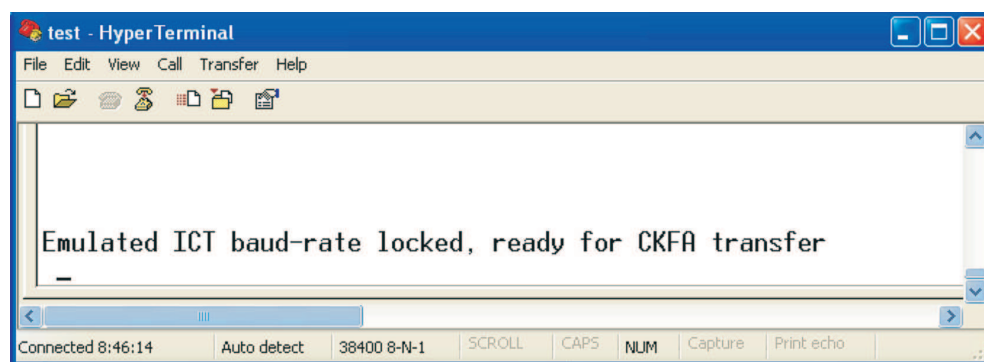 test - HyperTerminal
File Edit View Call Transfer Help
Emulated ICT baud-rate locked, ready for CKFA transfer
Connected 8:46:14 Auto detect 38400 8-N-1 SCROLL CAPS NUM Capture Print echo